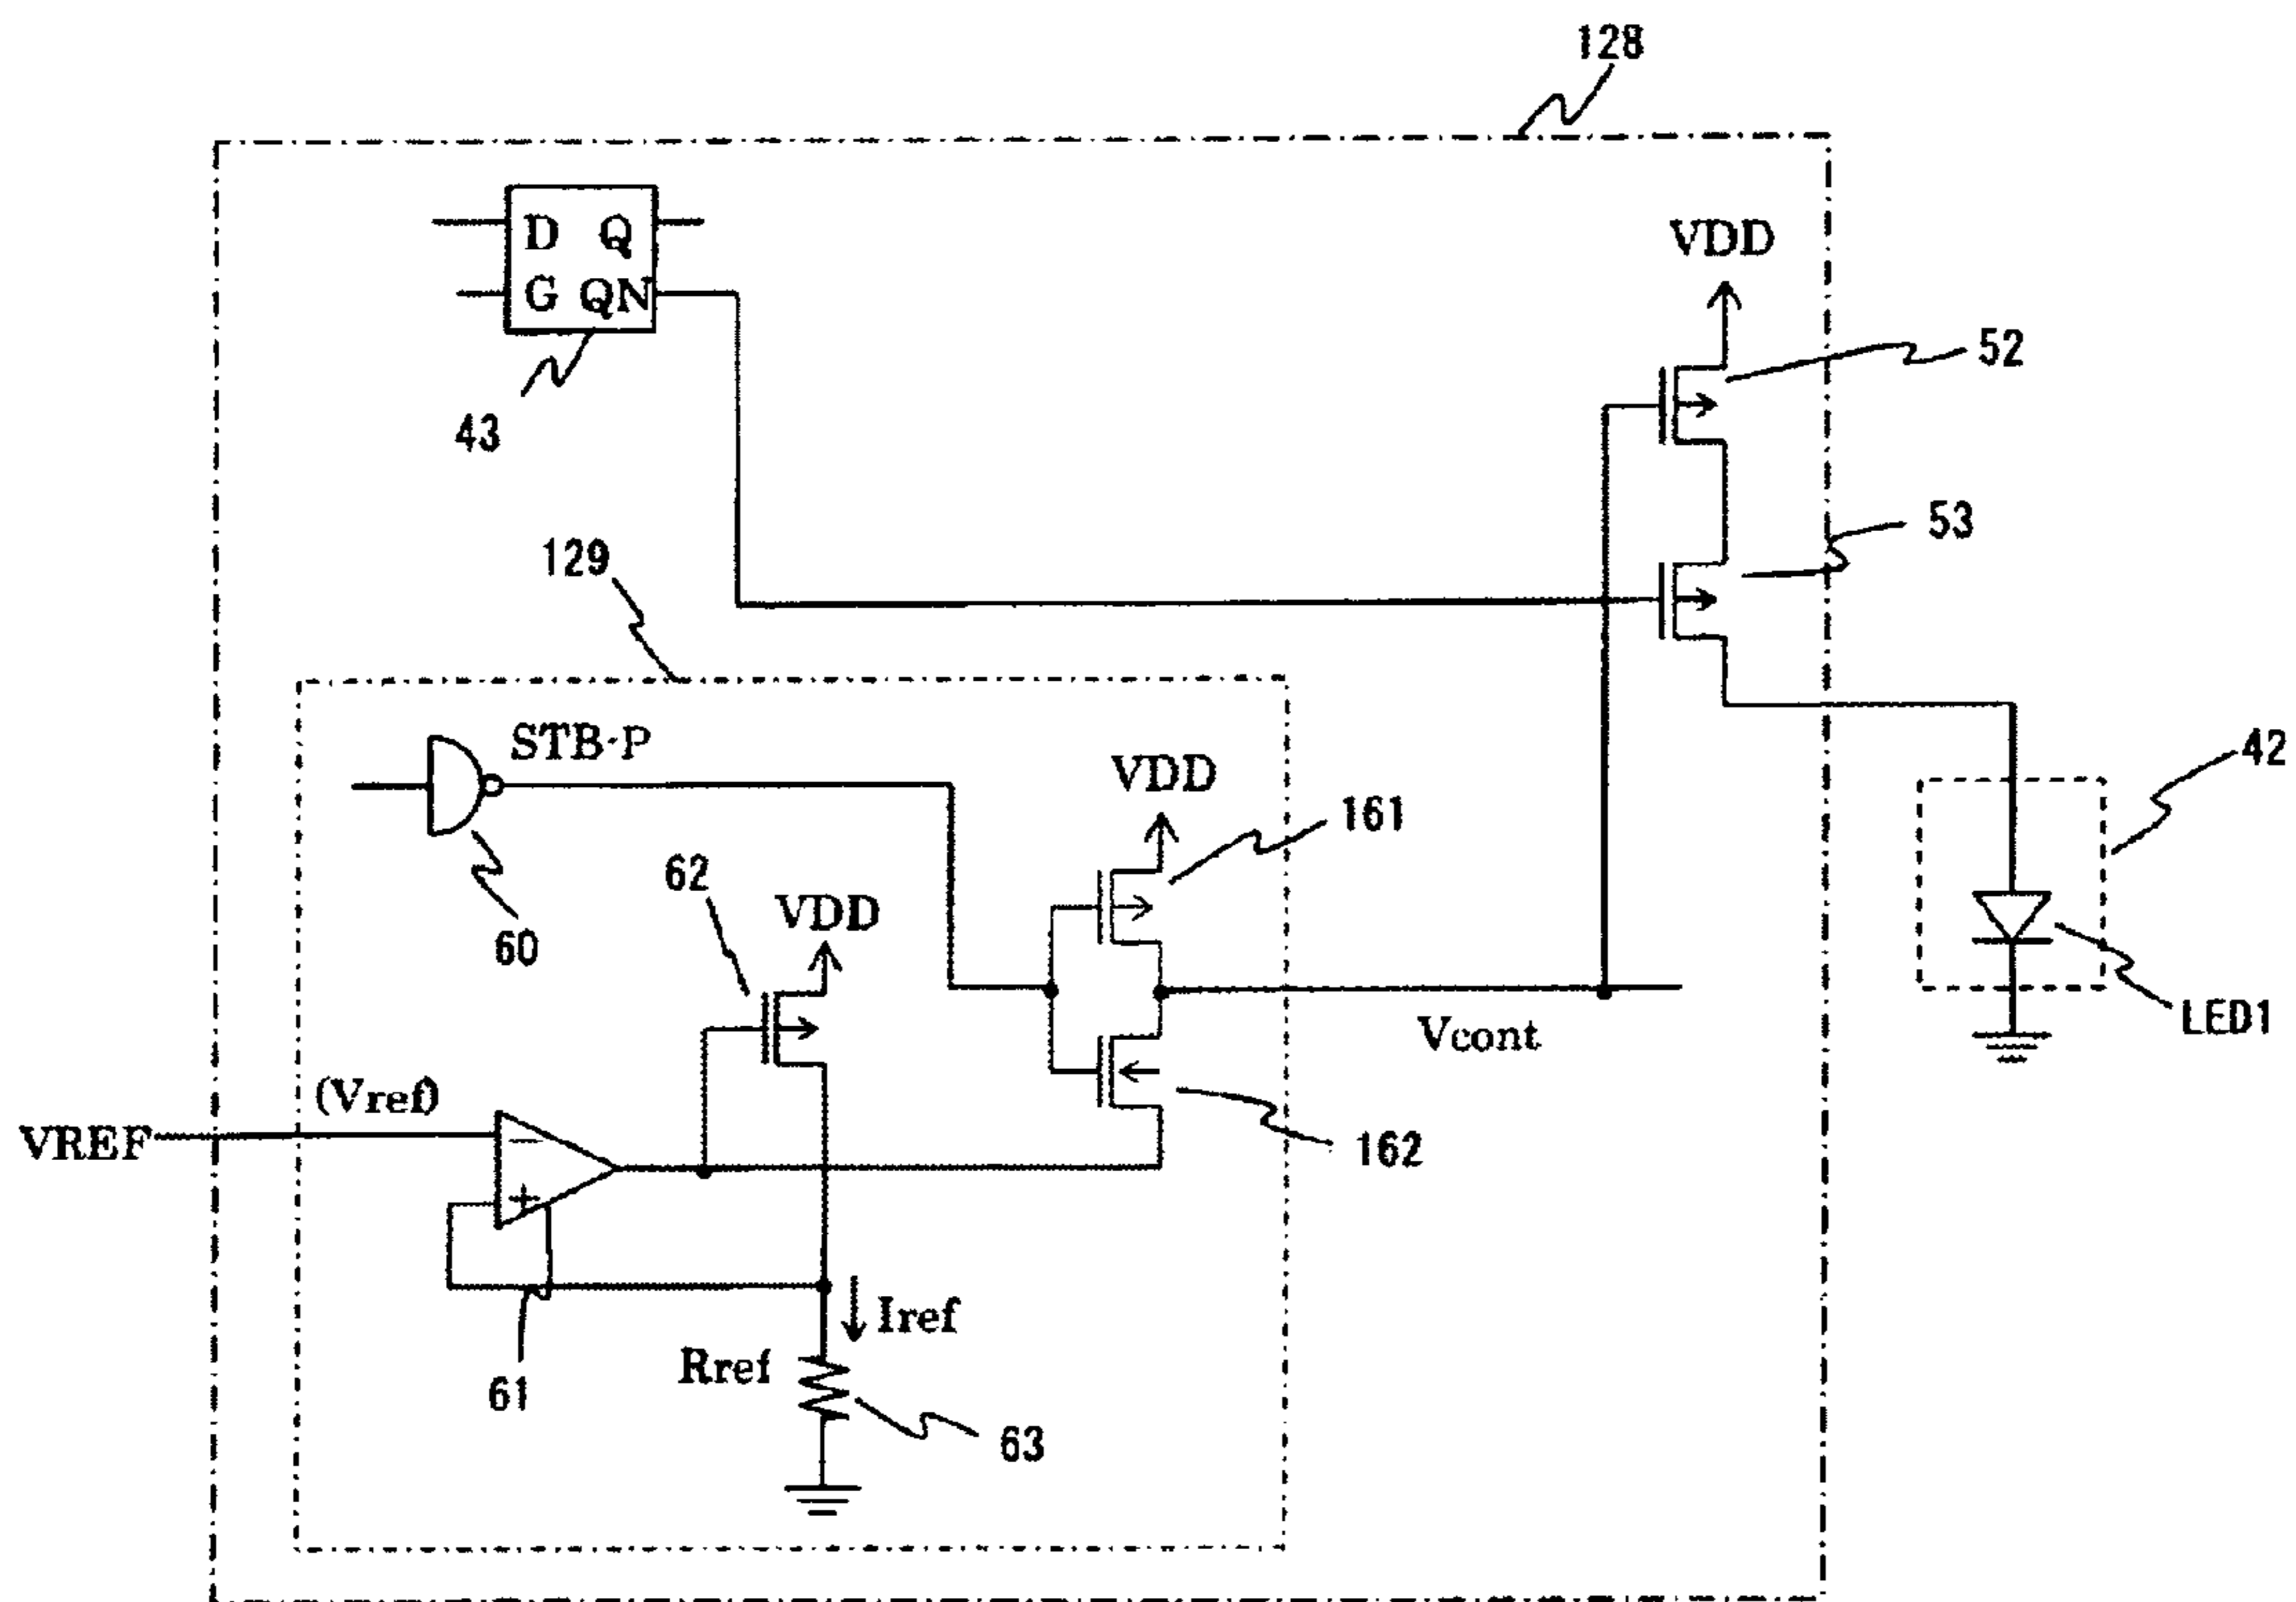 128
D Q
G QN
43
VDD
52
53
129
STB-P
60
62
VDD
VDD
161
42
LED1
Vcont
162
(Vref)
VREF
−
+
61
Iref
Rref
63